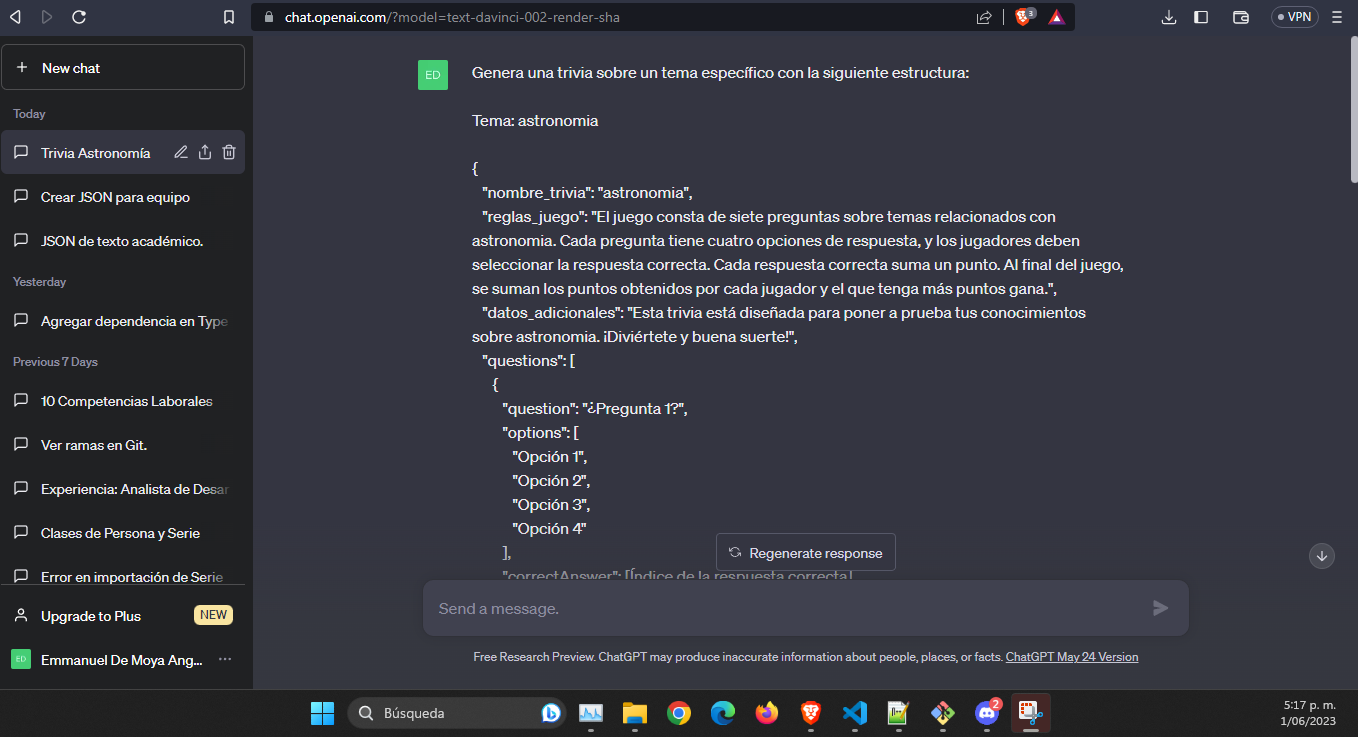 chat.openai.com/?model=text-davinci-002-render-sha
3
VPN
+ New chat
Today
Trivia Astronomía
Crear JSON para equipo
JSON de texto académico.
Yesterday
Agregar dependencia en Type
Previous 7 Days
10 Competencias Laborales
Ver ramas en Git.
Experiencia: Analista de Desar
Clases de Persona y Serie
Error en importación de Serie
Upgrade to Plus
NEW
ED
Emmanuel De Moya Ang...
ED
Genera una trivia sobre un tema específico con la siguiente estructura:
Tema: astronomia
{
"nombre_trivia": "astronomia",
"reglas_juego": "El juego consta de siete preguntas sobre temas relacionados con
astronomia. Cada pregunta tiene cuatro opciones de respuesta, y los jugadores deben
seleccionar la respuesta correcta. Cada respuesta correcta suma un punto. Al final del juego,
se suman los puntos obtenidos por cada jugador y el que tenga más puntos gana.",
"datos_adicionales": "Esta trivia está diseñada para poner a prueba tus conocimientos
sobre astronomia. ¡Diviértete y buena suerte!",
"questions": [
{
"question": "¿Pregunta 1?",
"options": [
"Opción 1",
"Opción 2",
"Opción 3",
"Opción 4"
],
"correctAnswer": [Índice de la respuesta correcta]
Regenerate response
Send a message.
Free Research Preview. ChatGPT may produce inaccurate information about people, places, or facts. ChatGPT May 24 Version
Búsqueda
2
5:17 p. m.
1/06/2023